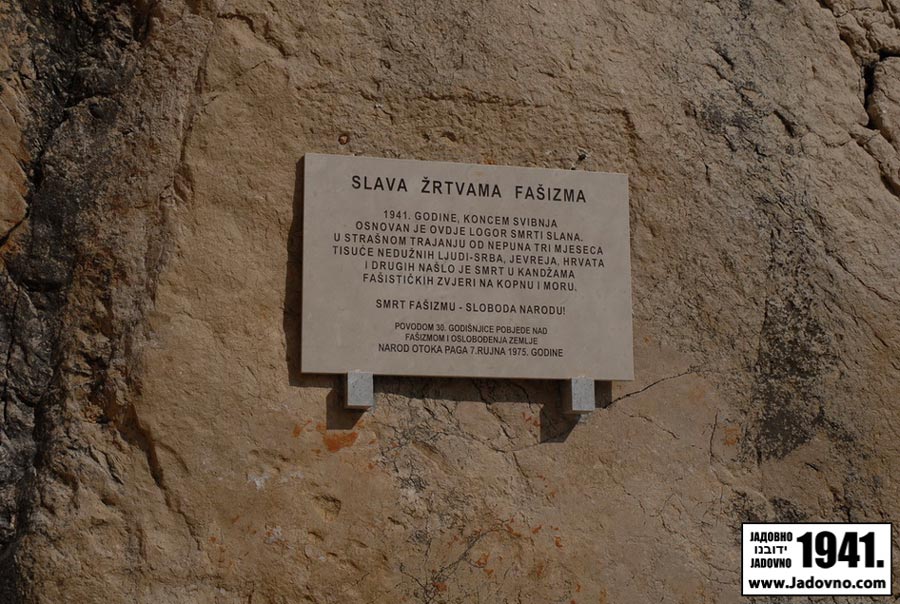 SLAVA ŽRTVAMA FAŠIZMA
1941. GODINE, KONCEM SVIBNJA
OSNOVAN JE OVDJE LOGOR SMRTI SLANA.
U STRAŠNOM TRAJANJU OD NEPUNA TRI MJESECA
TISUĆE NEDUŽNIH LJUDI-SRBA, JEVREJA, HRVATA
I DRUGIH NAŠLO JE SMRT U KANDŽAMA
FAŠISTIČKIH ZVJERI NA KOPNU I MORU.
SMRT FAŠIZMU - SLOBODA NARODU!
POVODOM 30. GODIŠNJICE POBJEDE NAD
FAŠIZMOM I OSLOBOĐENJA ZEMLJE
NAROD OTOKA PAGA 7.RUJNA 1975. GODINE
ЈАДОВНО
ידובנו
JADOVNO
1941.
www.Jadovno.com